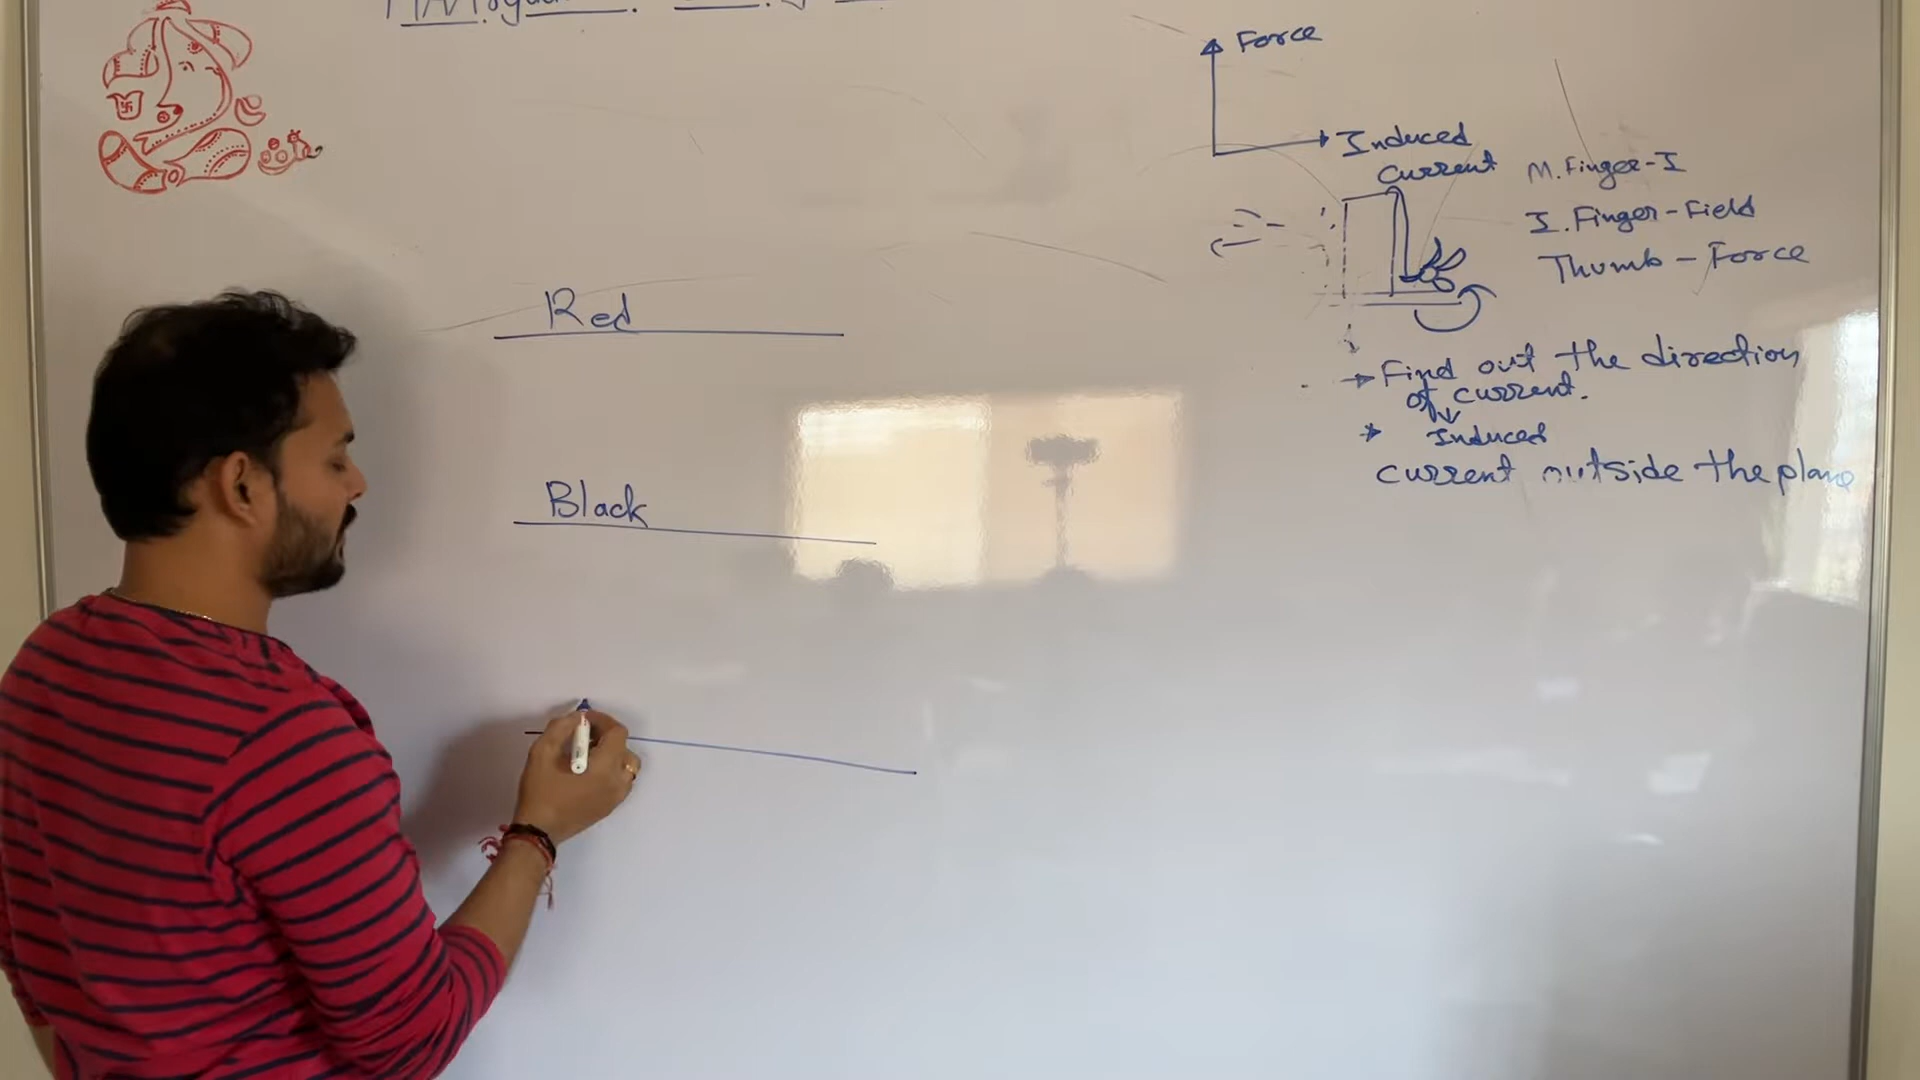 Force
Induced
Current
M. Finger-I
I. Finger-Field
Thumb - Force
Red
Find out the direction
of current.
Induced
Black
current outside the plane